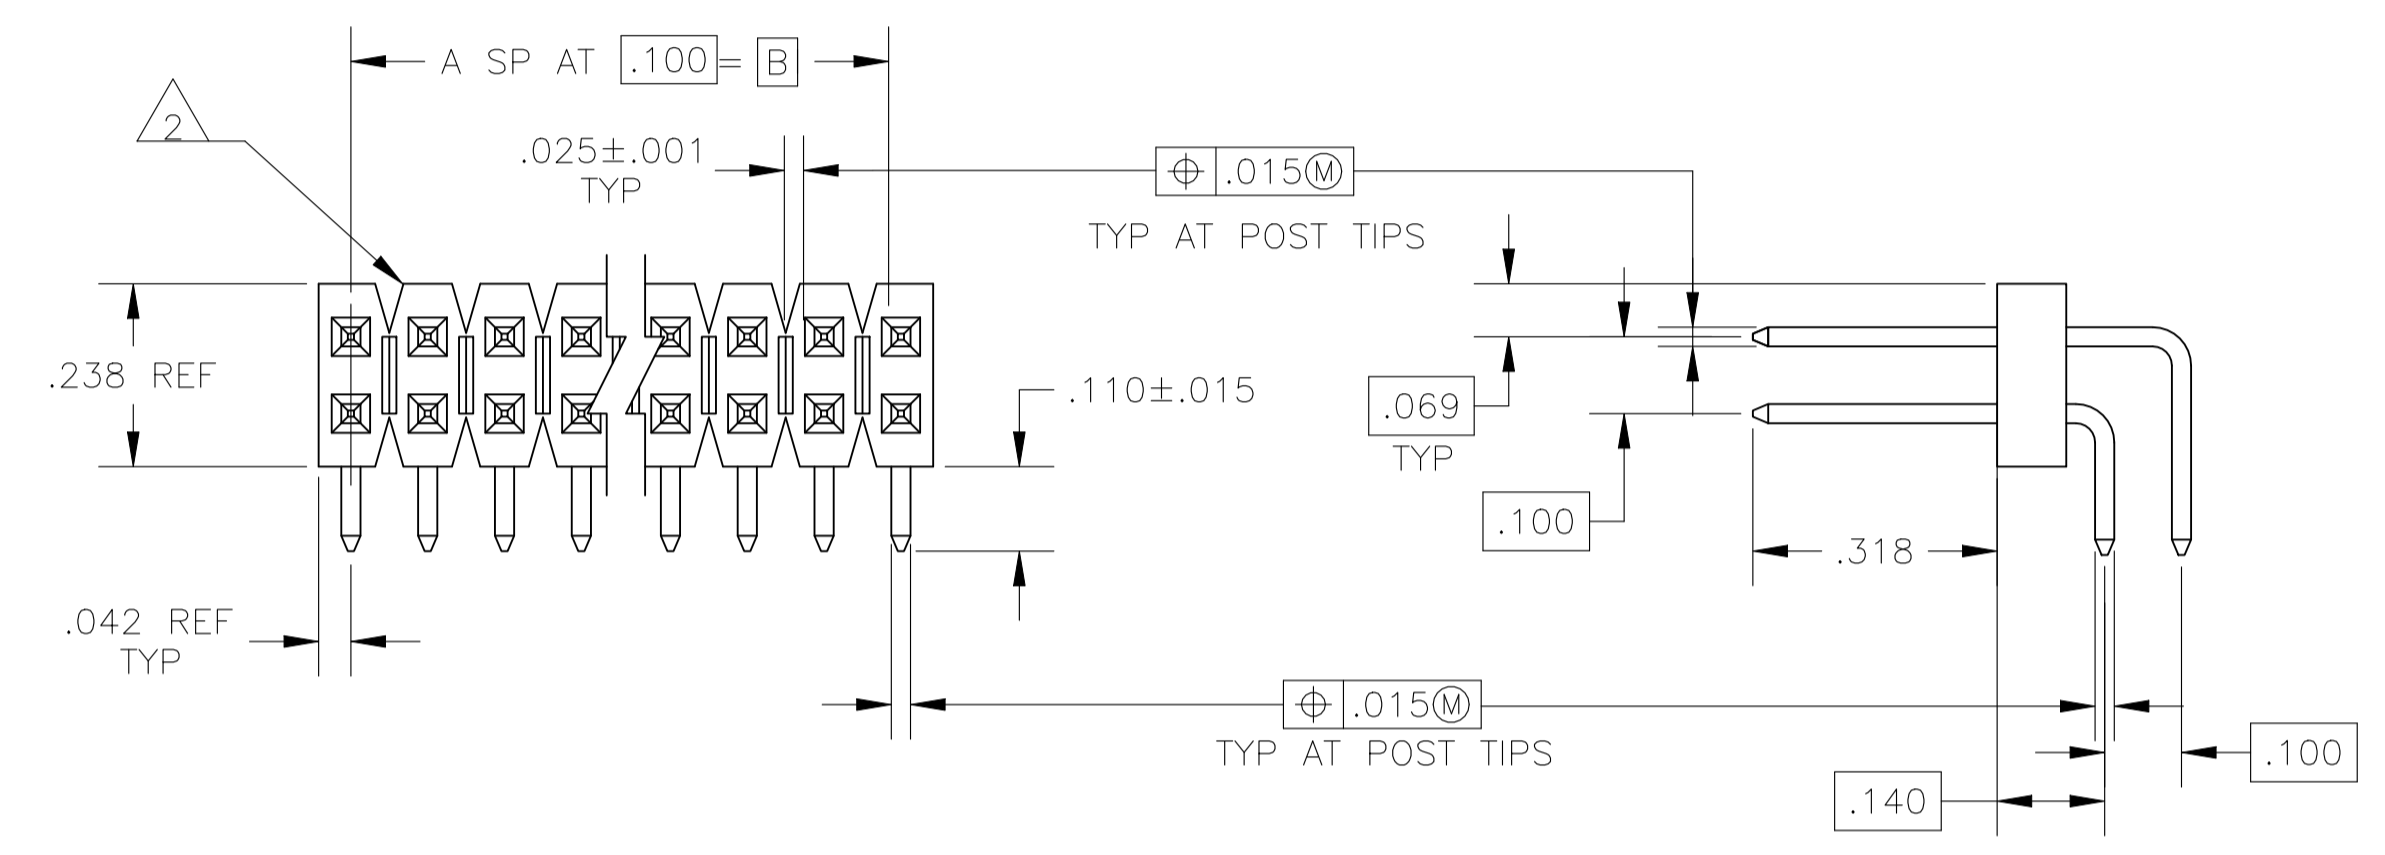 A SP AT .100 = B
2
.025±.001
TYP
⌖ .015Ⓜ
TYP AT POST TIPS
.238 REF
.110±.015
.069
TYP
.100
.318
.042 REF
TYP
⌖ .015Ⓜ
TYP AT POST TIPS
.100
.140